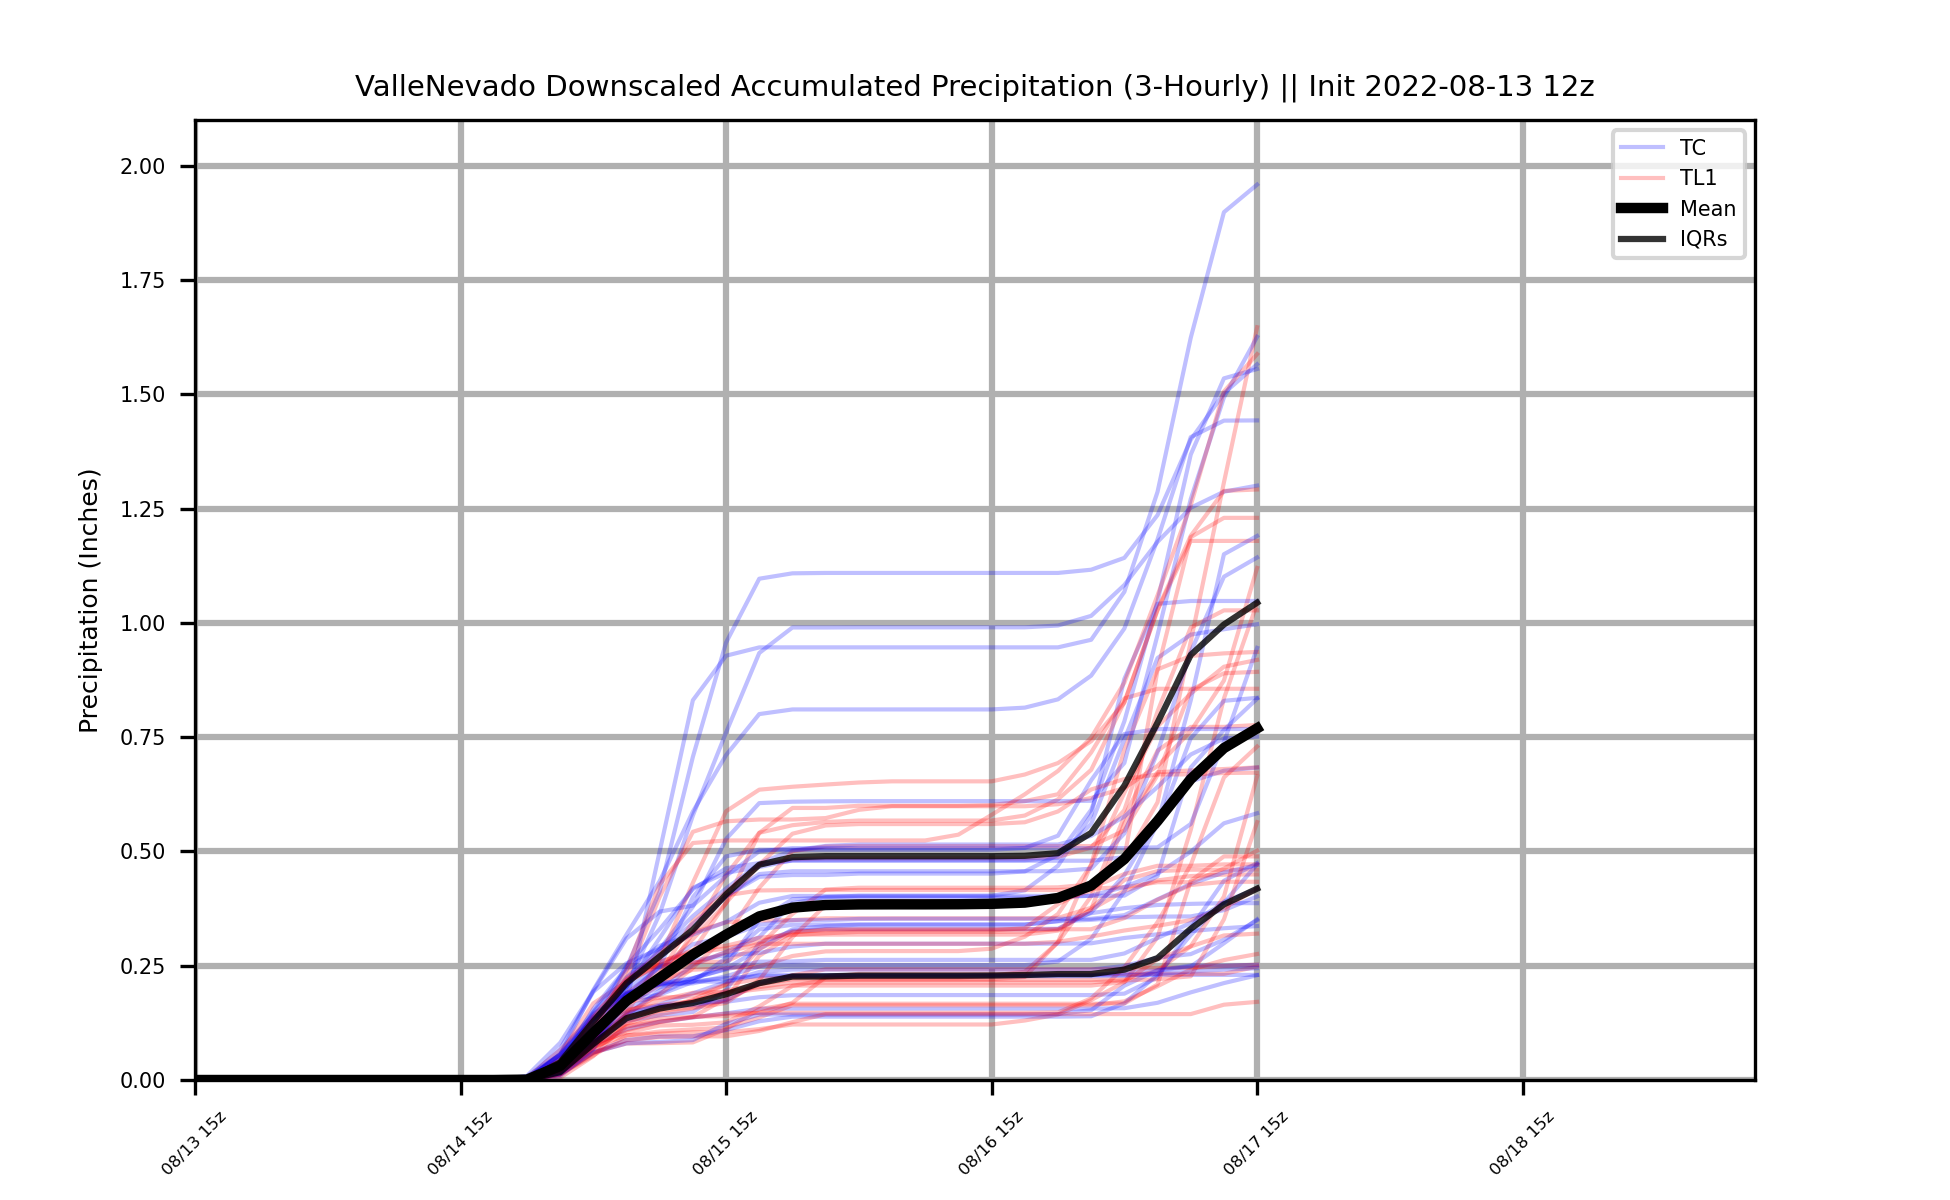 ValleNevado Downscaled Accumulated Precipitation (3-Hourly) || Init 2022-08-13 12z
TC
TL1
Mean
IQRs
Precipitation (Inches)
2.00
1.75
1.50
1.25
1.00
0.75
0.50
0.25
0.00
08/13 15z
08/14 15z
08/15 15z
08/16 15z
08/17 15z
08/18 15z